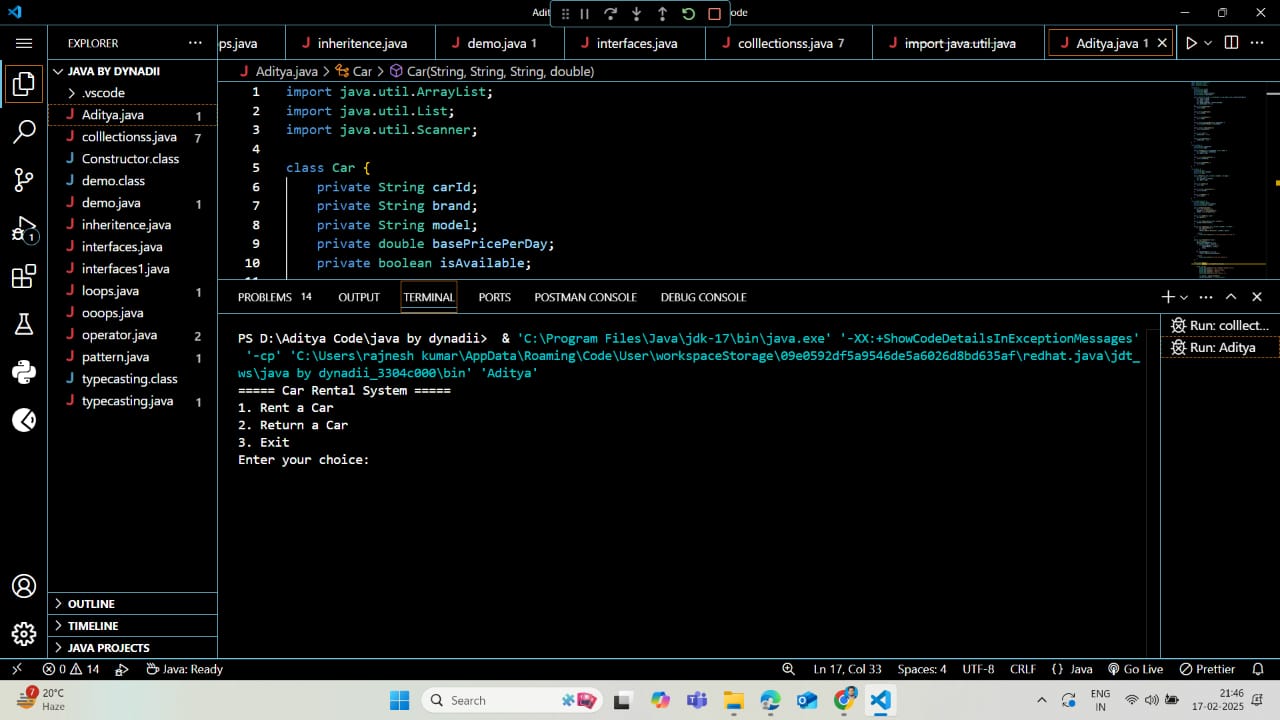 Adit
ode
EXPLORER
ps.java
inheritence.java
demo.java 1
interfaces.java
colllectionss.java 7
import java.util.java
Aditya.java 1
JAVA BY DYNADII
.vscode
Aditya.java 1
colllectionss.java 7
Constructor.class
demo.class
demo.java 1
inheritence.java
interfaces.java
interfaces1.java
loops.java 1
ooops.java
operator.java 2
pattern.java 1
typecasting.class
typecasting.java 1
OUTLINE
TIMELINE
JAVA PROJECTS
1
Aditya.java > Car > Car(String, String, String, double)
1 import java.util.ArrayList;
2 import java.util.List;
3 import java.util.Scanner;
4
5 class Car {
6 private String carId;
7 private String brand;
8 private String model;
9 private double basePricePerDay;
10 private boolean isAvailable;
PROBLEMS 14 OUTPUT TERMINAL PORTS POSTMAN CONSOLE DEBUG CONSOLE
PS D:\Aditya Code\java by dynadii> & 'C:\Program Files\Java\jdk-17\bin\java.exe' '-XX:+ShowCodeDetailsInExceptionMessages'
'-cp' 'C:\Users\rajnesh kumar\AppData\Roaming\Code\User\workspaceStorage\09e0592df5a9546de5a6026d8bd635af\redhat.java\jdt_
ws\java by dynadii_3304c000\bin' 'Aditya'
===== Car Rental System =====
1. Rent a Car
2. Return a Car
3. Exit
Enter your choice:
Run: colllect...
Run: Aditya
0 14 Java: Ready
Ln 17, Col 33 Spaces: 4 UTF-8 CRLF {} Java Go Live Prettier
7
20°C
Haze
Search
ENG
IN
21:46
17-02-2025